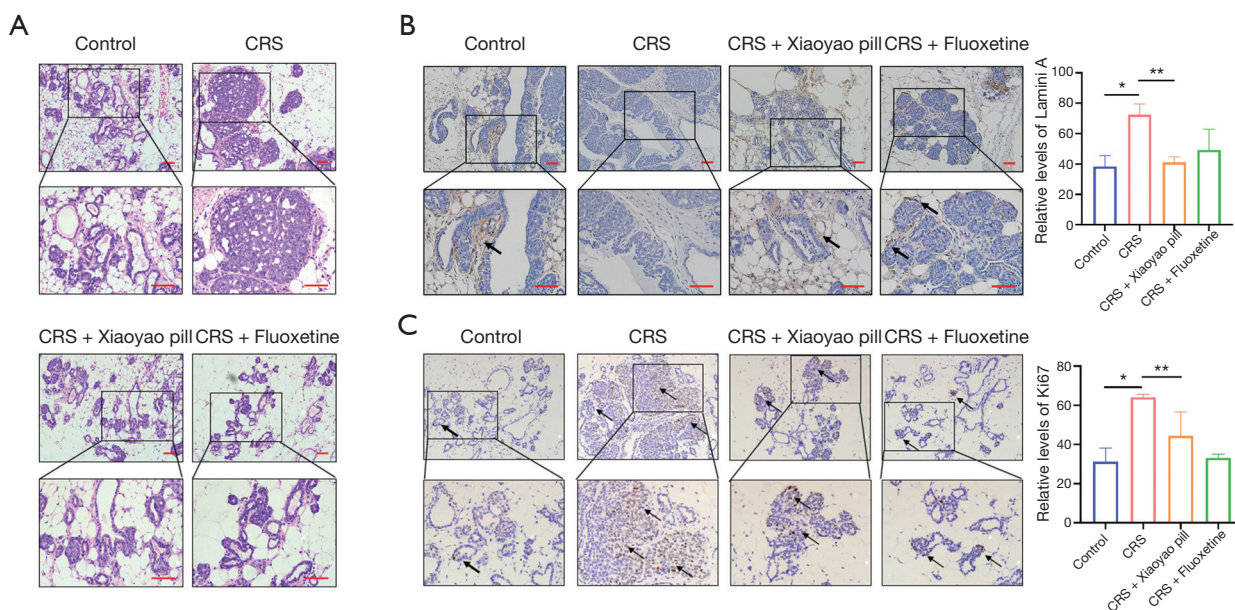 A
Control
CRS
CRS + Xiaoyao pill
CRS + Fluoxetine
B
Control
CRS
CRS + Xiaoyao pill
CRS + Fluoxetine
Relative levels of Lamini A
100
80
60
40
20
0
*
**
Control
CRS
CRS + Xiaoyao pill
CRS + Fluoxetine
C
Control
CRS
CRS + Xiaoyao pill
CRS + Fluoxetine
Relative levels of Ki67
80
60
40
20
0
*
**
Control
CRS
CRS + Xiaoyao pill
CRS + Fluoxetine